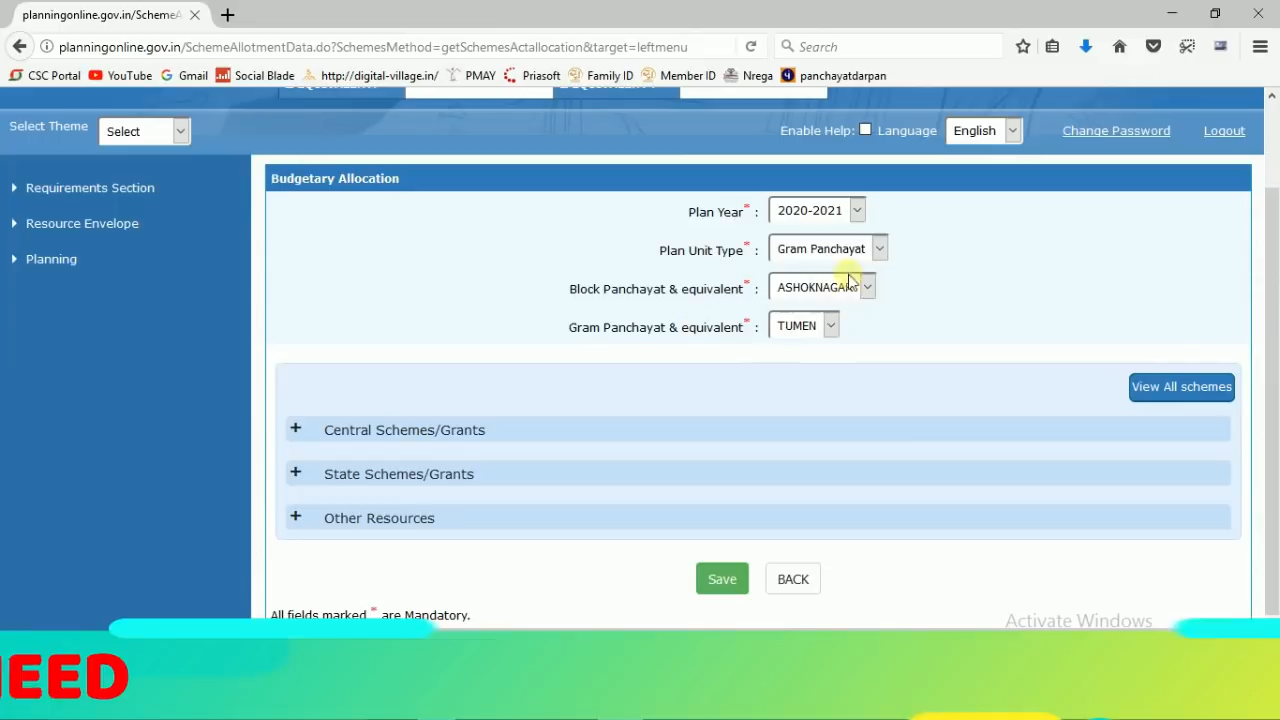 planningonline.gov.in/SchemeA
planningonline.gov.in/SchemeAllotmentData.do?SchemesMethod=getSchemesActallocation&target=leftmenu
Search
CSC Portal YouTube Gmail Social Blade http://digital-village.in/ PMAY Priasoft Family ID Member ID Nrega panchayatdarpan
Select Theme Select Enable Help: Language English Change Password Logout
Requirements Section
Resource Envelope
Planning
Budgetary Allocation
Plan Year* : 2020-2021
Plan Unit Type* : Gram Panchayat
Block Panchayat & equivalent* : ASHOKNAGAR
Gram Panchayat & equivalent* : TUMEN
View All schemes
+ Central Schemes/Grants
+ State Schemes/Grants
+ Other Resources
Save BACK
All fields marked * are Mandatory.
Activate Windows